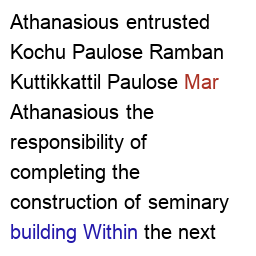 Athanasious entrusted
Kochu Paulose Ramban
Kuttikkattil Paulose Mar
Athanasious the
responsibility of
completing the
construction of seminary
building Within the next